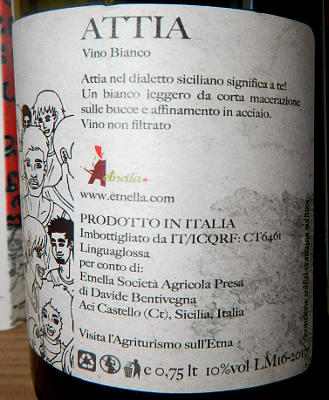 ATTIA
Vino Bianco
Attia nel dialetto siciliano significa a te!
Un bianco leggero da corta macerazione
sulle bucce e affinamento in acciaio.
Vino non filtrato
Aetnella
www.etnella.com
PRODOTTO IN ITALIA
Imbottigliato da IT/ICQRF: CT6461
Linguaglossa
per conto di:
Etnella Società Agricola Presa
di Davide Bentivegna
Aci Castello (Ct), Sicilia, Italia
Visita l'Agriturismo sull'Etna
e 0,75 lt 10%vol LM16-2017